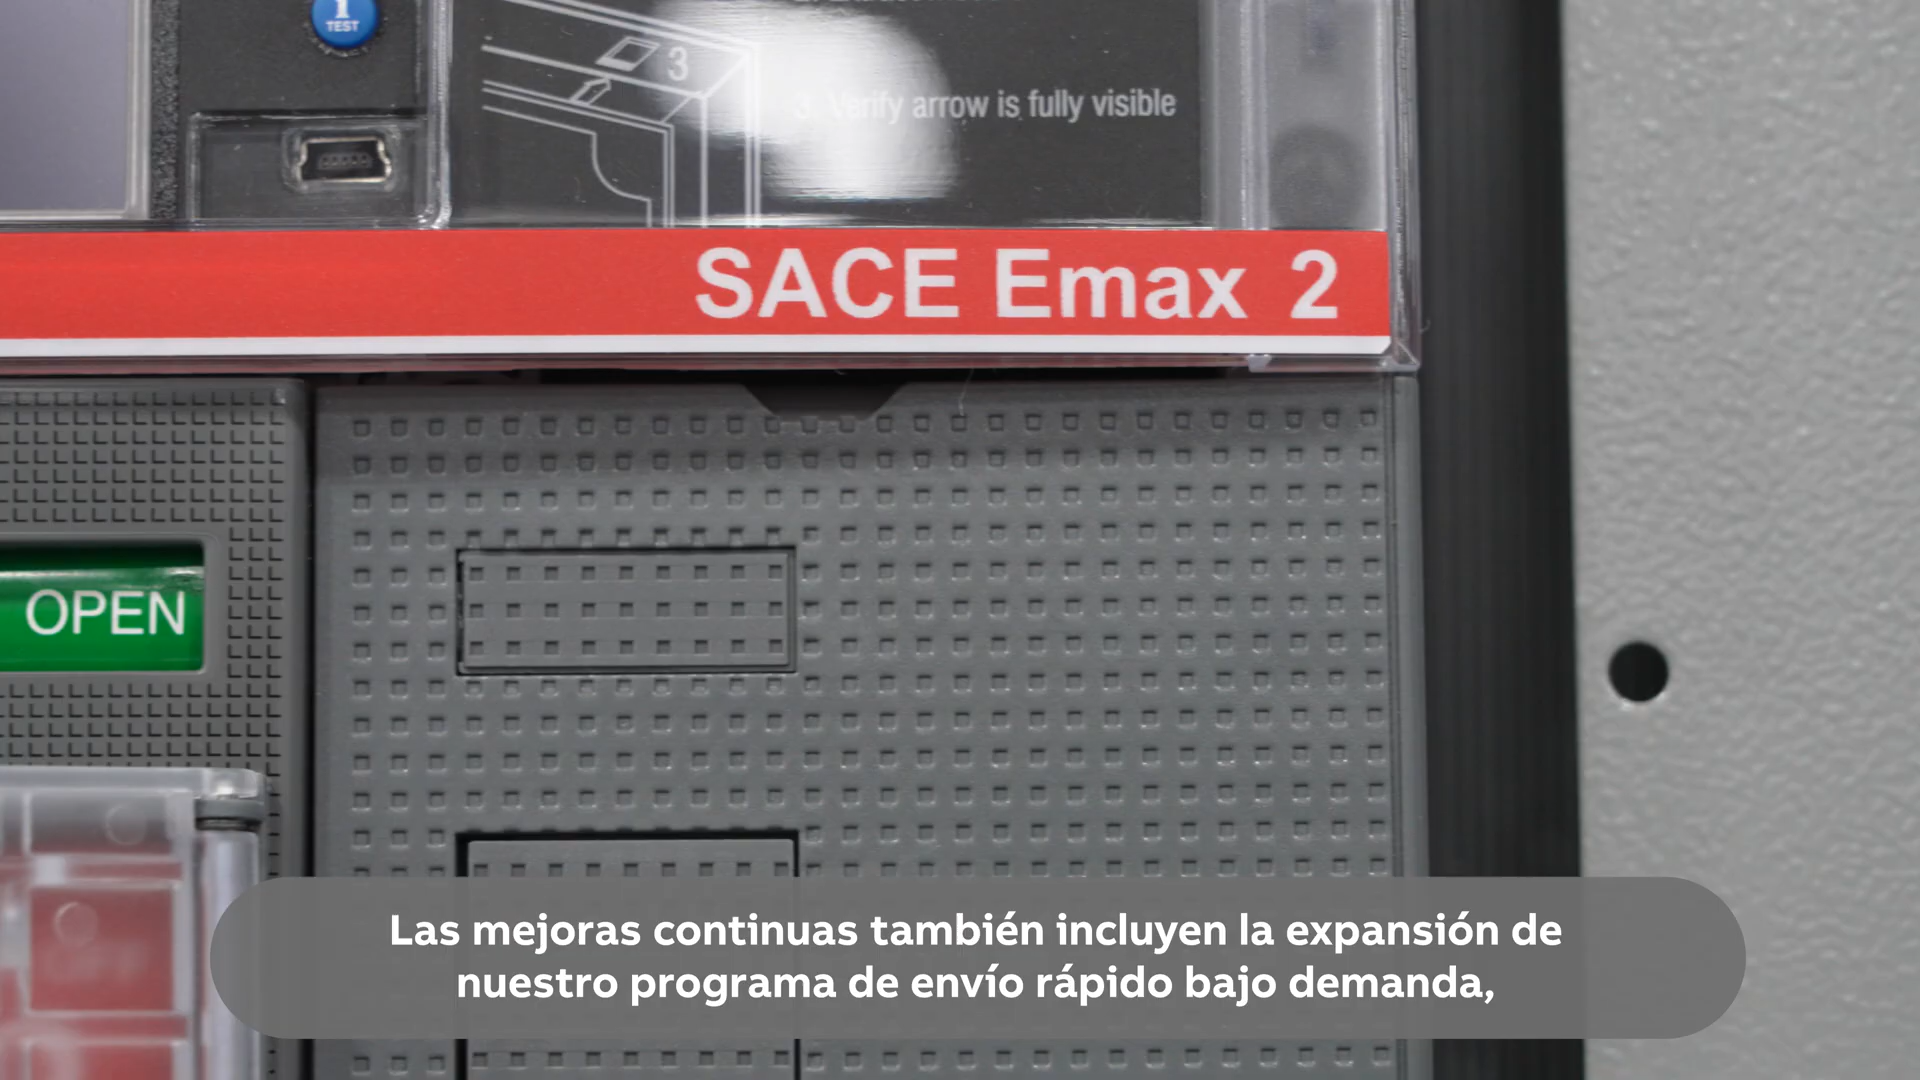 TEST
3
3. Verify arrow is fully visible
SACE Emax 2
OPEN
Las mejoras continuas también incluyen la expansión de
nuestro programa de envío rápido bajo demanda,